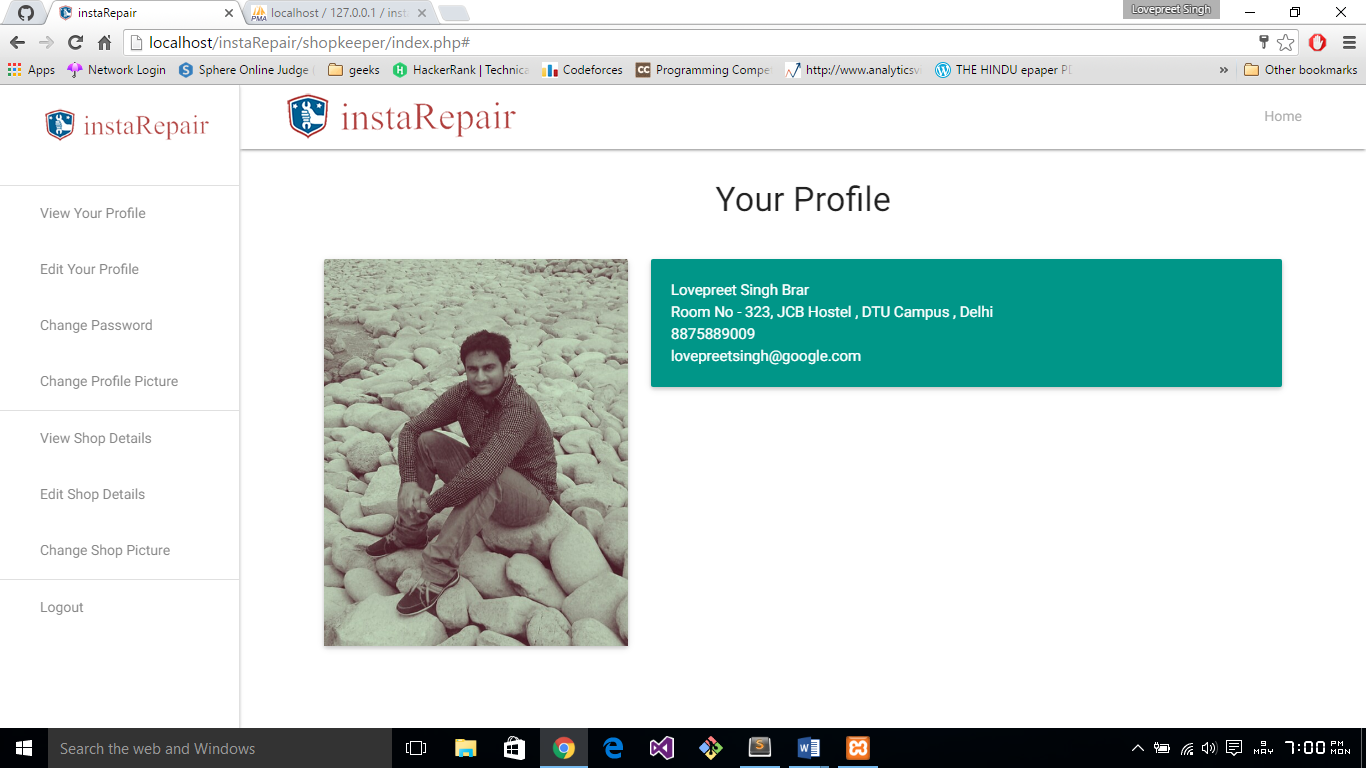 instaRepair
localhost / 127.0.0.1 / inst
Lovepreet Singh
localhost/instaRepair/shopkeeper/index.php#
Apps
Network Login
Sphere Online Judge
geeks
HackerRank | Technica
Codeforces
CC
Programming Compe
http://www.analyticsv
THE HINDU epaper PD
»
Other bookmarks
instaRepair
instaRepair
Home
View Your Profile
Edit Your Profile
Change Password
Change Profile Picture
View Shop Details
Edit Shop Details
Change Shop Picture
Logout
Your Profile
Lovepreet Singh Brar
Room No - 323, JCB Hostel , DTU Campus , Delhi
8875889009
lovepreetsingh@google.com
Search the web and Windows
9 MAY
7:00 PM MON